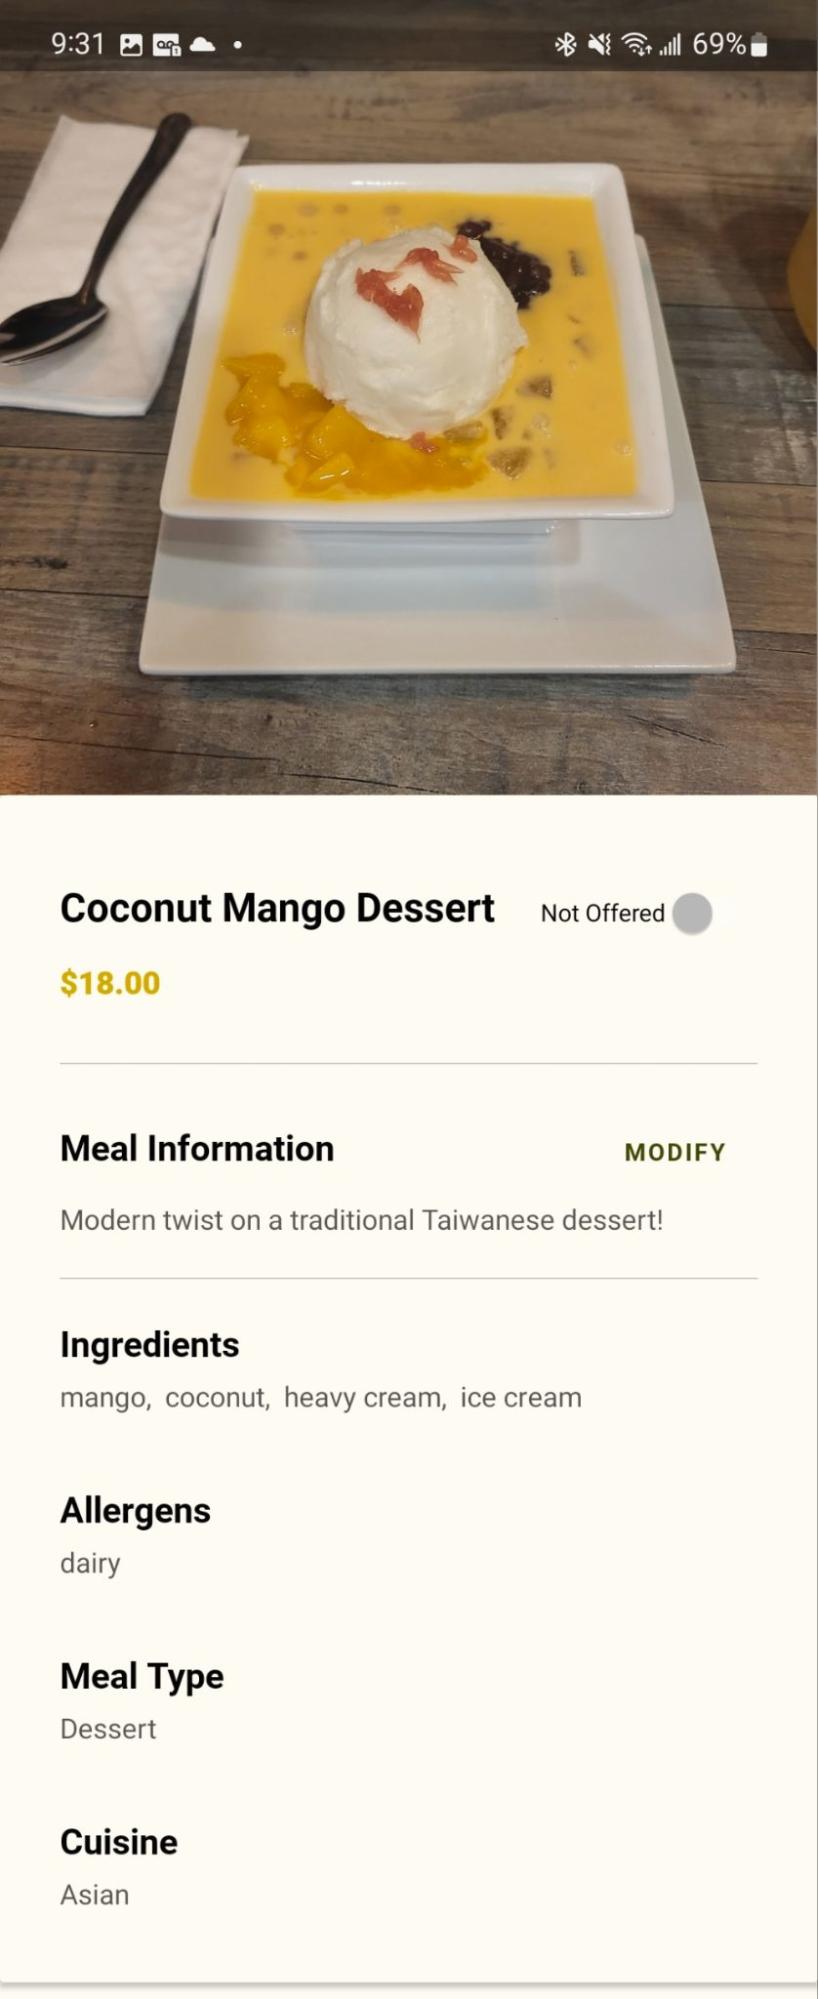 9:31 69%
Coconut Mango Dessert Not Offered
$18.00
Meal Information MODIFY
Modern twist on a traditional Taiwanese dessert!
Ingredients
mango, coconut, heavy cream, ice cream
Allergens
dairy
Meal Type
Dessert
Cuisine
Asian